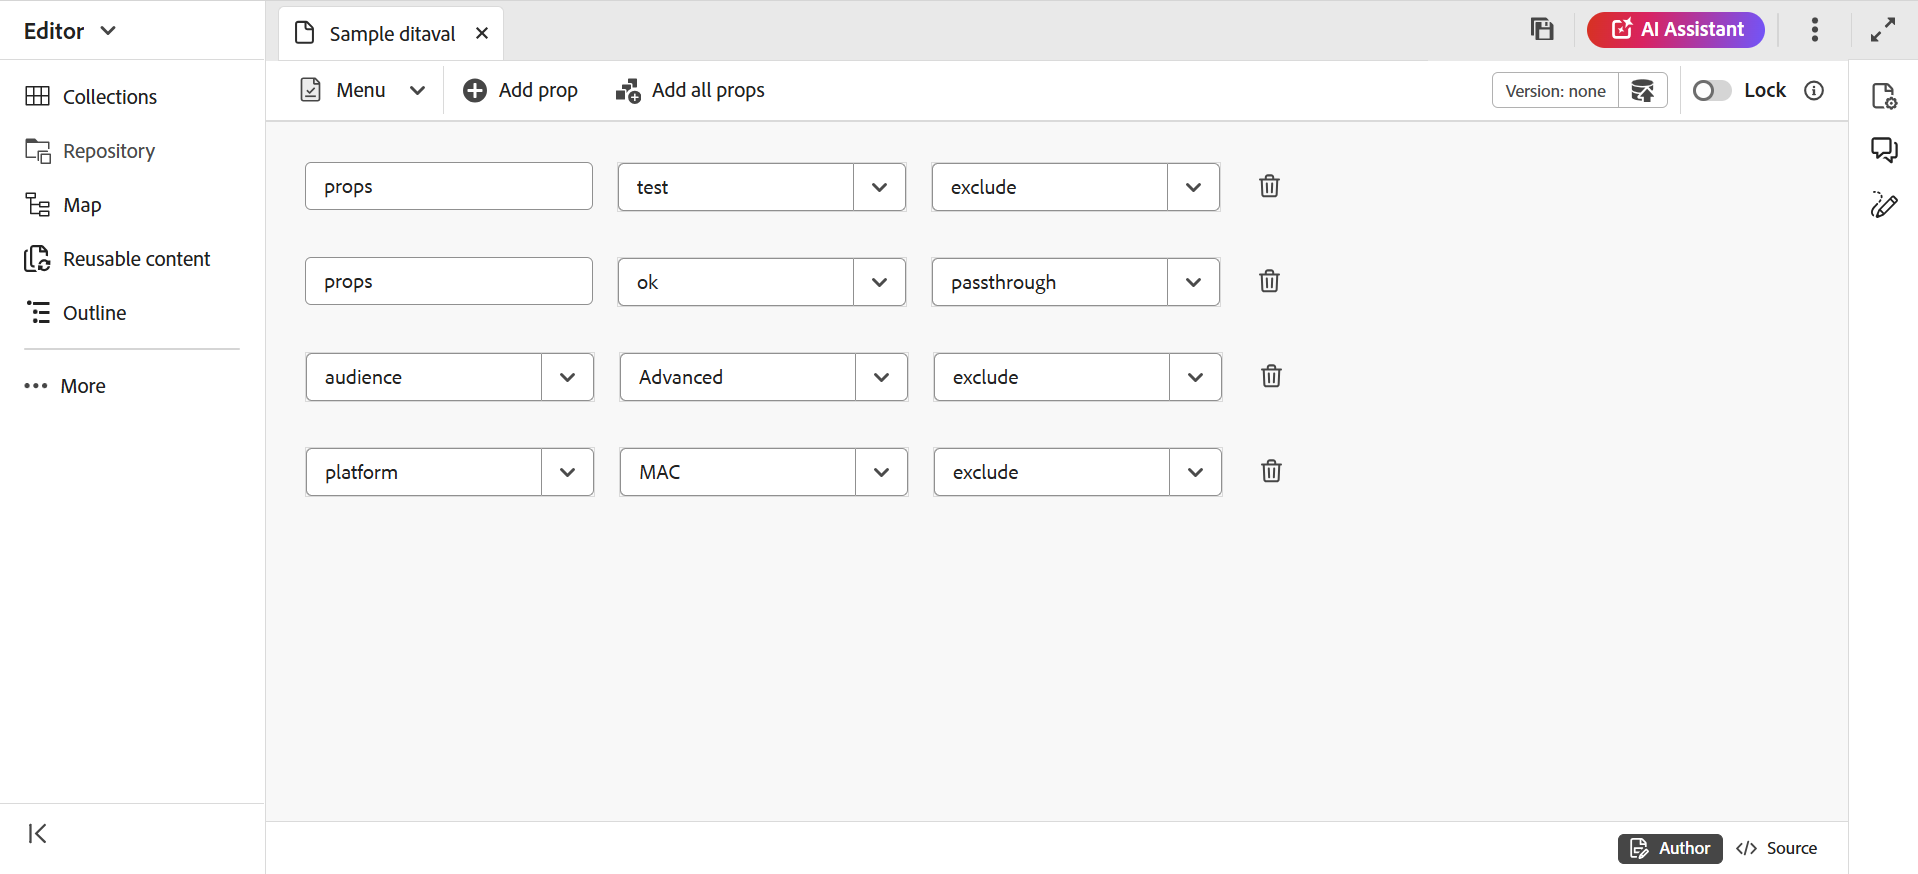 Editor
Sample ditaval
AI Assistant
Menu
Add prop
Add all props
Version: none
Lock
Collections
Repository
Map
Reusable content
Outline
More
props
test
exclude
props
ok
passthrough
audience
Advanced
exclude
platform
MAC
exclude
Author
Source